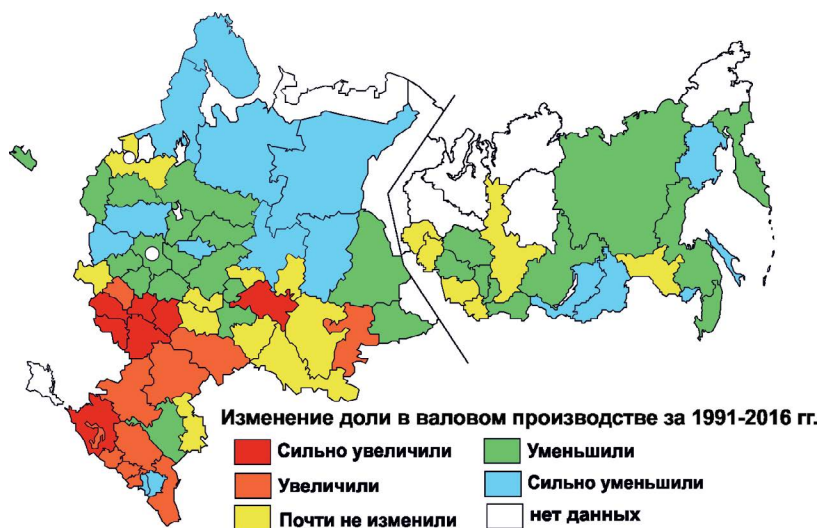 Изменение доли в валовом производстве за 1991-2016 гг.
Сильно увеличили
Увеличили
Почти не изменили
Уменьшили
Сильно уменьшили
нет данных